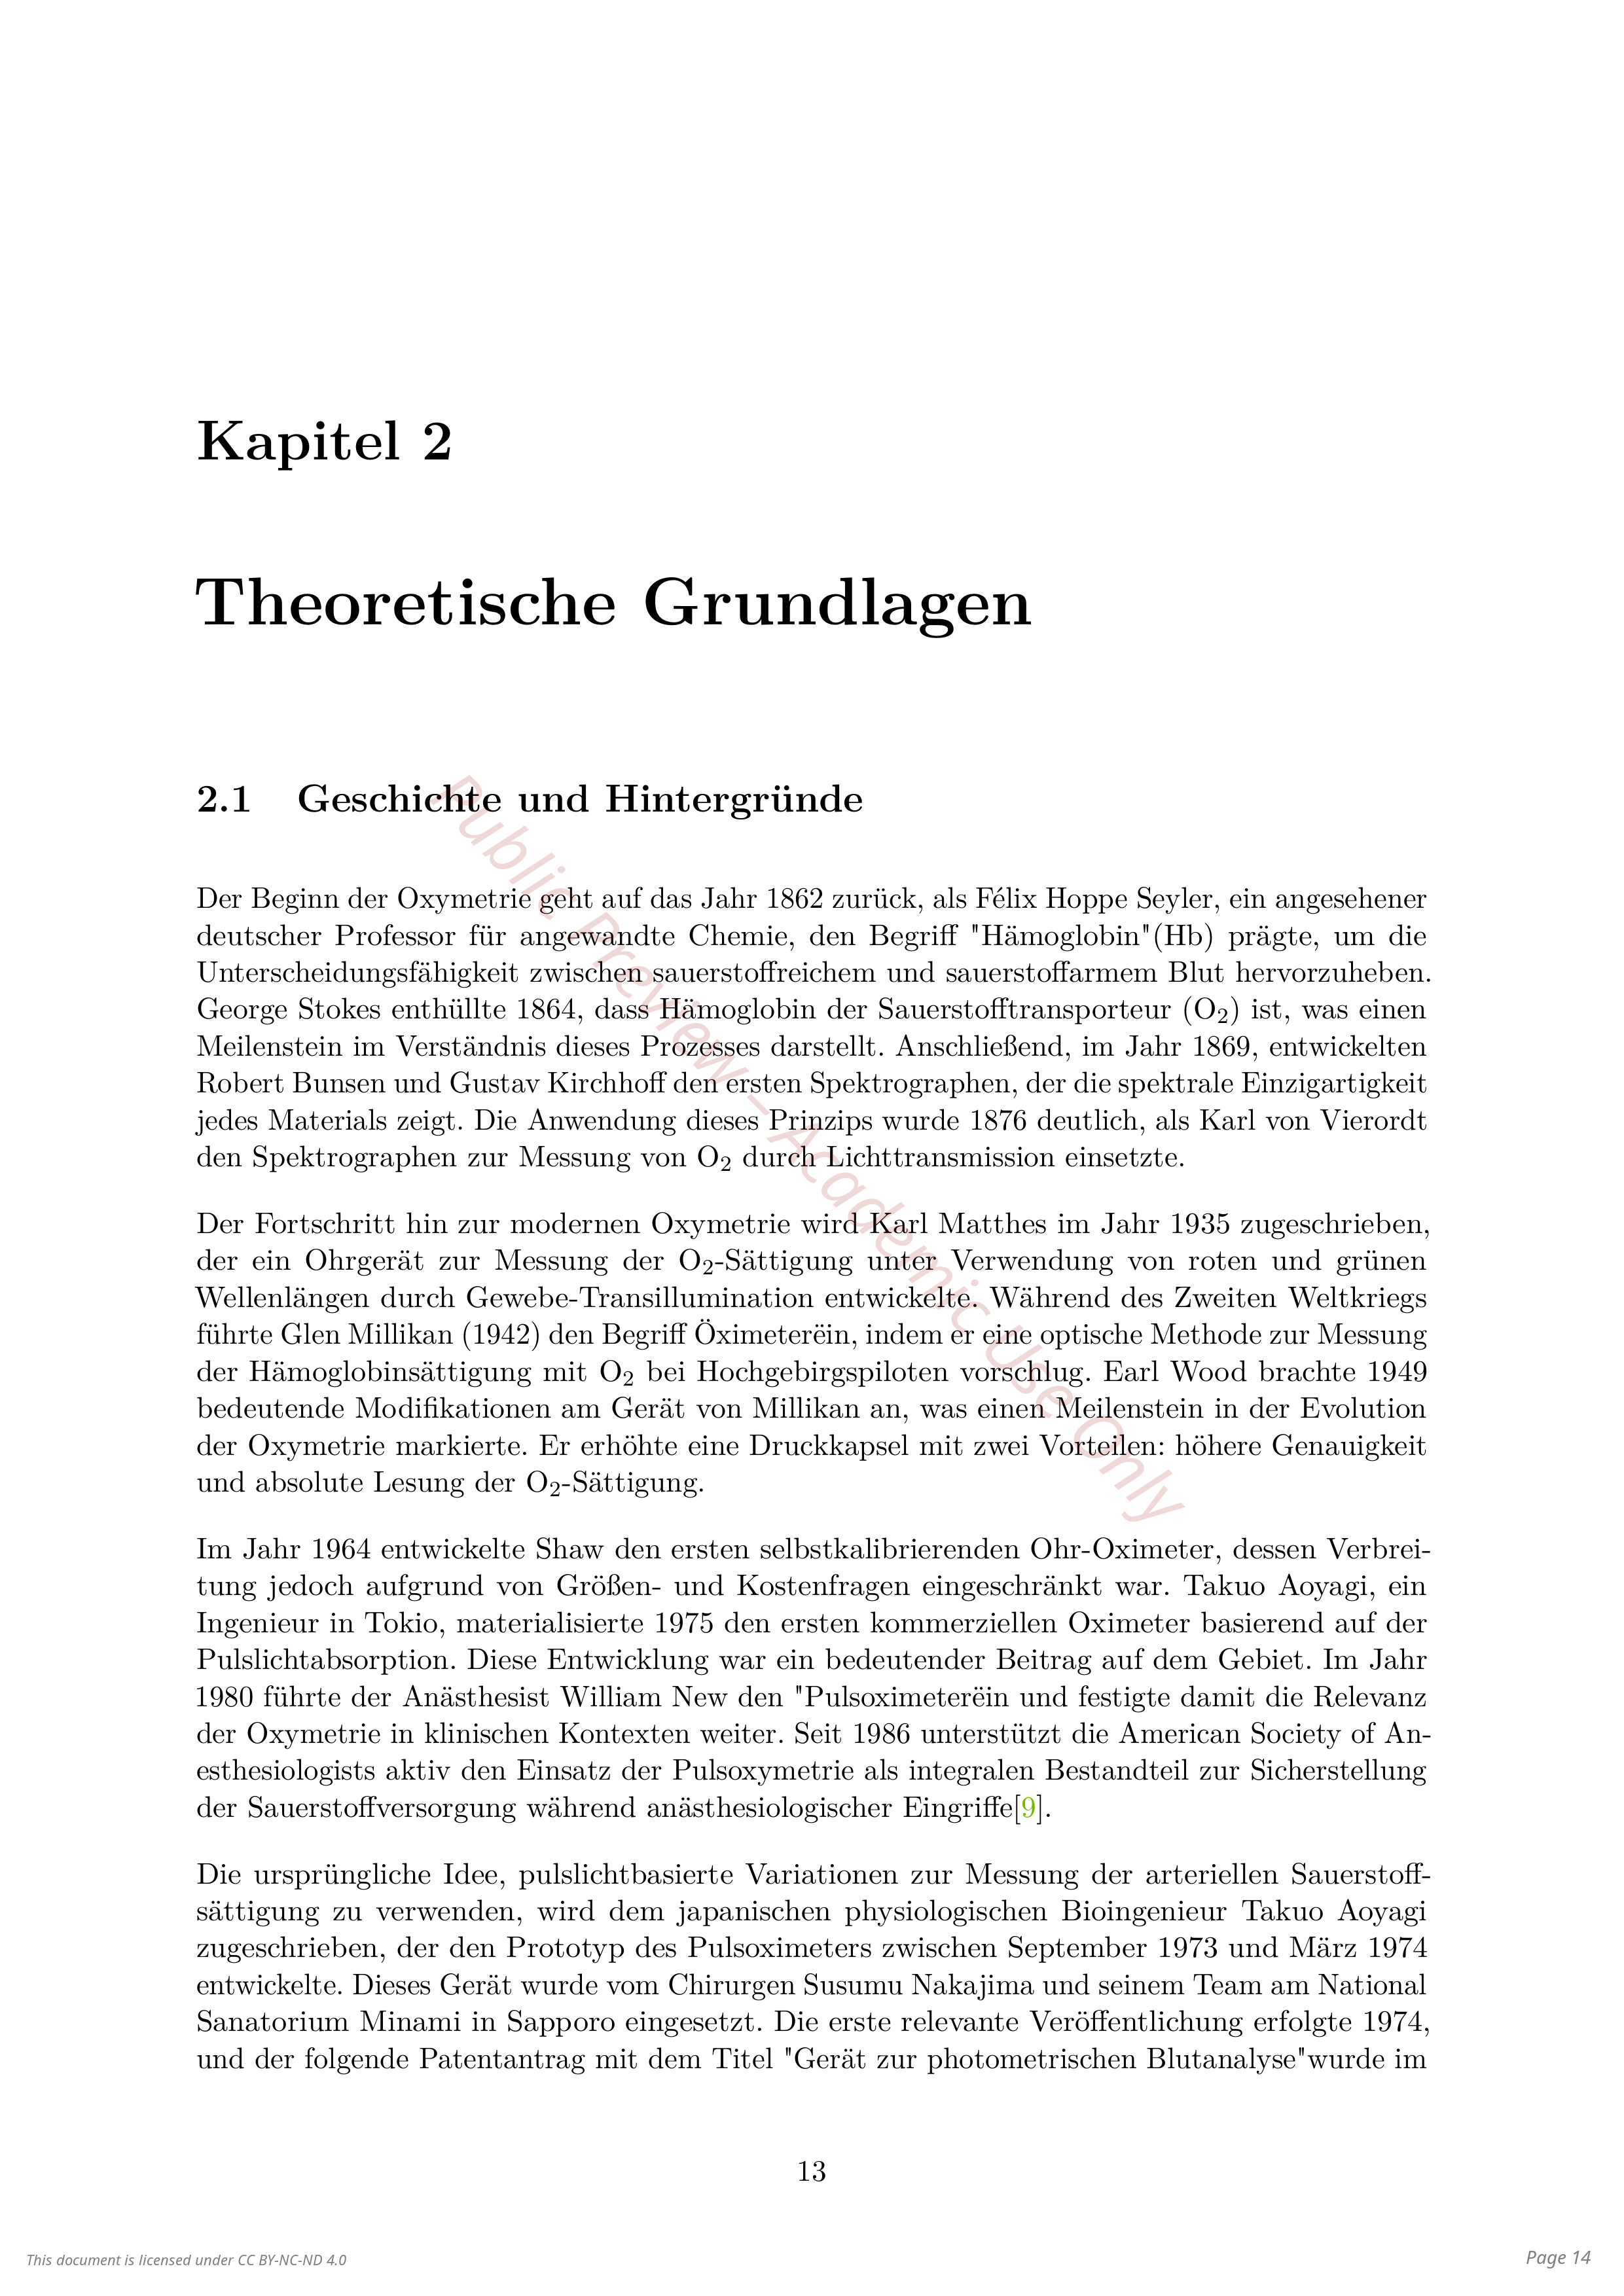 Kapitel 2
Theoretische Grundlagen
2.1 Geschichte und Hintergründe
Der Beginn der Oxymetrie geht auf das Jahr 1862 zurück, als Félix Hoppe Seyler, ein angesehener
deutscher Professor für angewandte Chemie, den Begriff "Hämoglobin"(Hb) prägte, um die
Unterscheidungsfähigkeit zwischen sauerstoffreichem und sauerstoffarmem Blut hervorzuheben.
George Stokes enthüllte 1864, dass Hämoglobin der Sauerstofftransporteur (O₂) ist, was einen
Meilenstein im Verständnis dieses Prozesses darstellt. Anschließend, im Jahr 1869, entwickelten
Robert Bunsen und Gustav Kirchhoff den ersten Spektrographen, der die spektrale Einzigartigkeit
jedes Materials zeigt. Die Anwendung dieses Prinzips wurde 1876 deutlich, als Karl von Vierordt
den Spektrographen zur Messung von O₂ durch Lichttransmission einsetzte.
Der Fortschritt hin zur modernen Oxymetrie wird Karl Matthes im Jahr 1935 zugeschrieben,
der ein Ohrgerät zur Messung der O₂-Sättigung unter Verwendung von roten und grünen
Wellenlängen durch Gewebe-Transillumination entwickelte. Während des Zweiten Weltkriegs
führte Glen Millikan (1942) den Begriff Öximeterëin, indem er eine optische Methode zur Messung
der Hämoglobinsättigung mit O₂ bei Hochgebirgspiloten vorschlug. Earl Wood brachte 1949
bedeutende Modifikationen am Gerät von Millikan an, was einen Meilenstein in der Evolution
der Oxymetrie markierte. Er erhöhte eine Druckkapsel mit zwei Vorteilen: höhere Genauigkeit
und absolute Lesung der O₂-Sättigung.
Im Jahr 1964 entwickelte Shaw den ersten selbstkalibrierenden Ohr-Oximeter, dessen Verbrei-
tung jedoch aufgrund von Größen- und Kostenfragen eingeschränkt war. Takuo Aoyagi, ein
Ingenieur in Tokio, materialisierte 1975 den ersten kommerziellen Oximeter basierend auf der
Pulslichtabsorption. Diese Entwicklung war ein bedeutender Beitrag auf dem Gebiet. Im Jahr
1980 führte der Anästhesist William New den "Pulsoximeterëin und festigte damit die Relevanz
der Oxymetrie in klinischen Kontexten weiter. Seit 1986 unterstützt die American Society of An-
esthesiologists aktiv den Einsatz der Pulsoxymetrie als integralen Bestandteil zur Sicherstellung
der Sauerstoffversorgung während anästhesiologischer Eingriffe[9].
Die ursprüngliche Idee, pulslichtbasierte Variationen zur Messung der arteriellen Sauerstoff-
sättigung zu verwenden, wird dem japanischen physiologischen Bioingenieur Takuo Aoyagi
zugeschrieben, der den Prototyp des Pulsoximeters zwischen September 1973 und März 1974
entwickelte. Dieses Gerät wurde vom Chirurgen Susumu Nakajima und seinem Team am National
Sanatorium Minami in Sapporo eingesetzt. Die erste relevante Veröffentlichung erfolgte 1974,
und der folgende Patentantrag mit dem Titel "Gerät zur photometrischen Blutanalyse"wurde im
13
Public Preview – Academic Use Only
This document is licensed under CC BY-NC-ND 4.0
Page 14